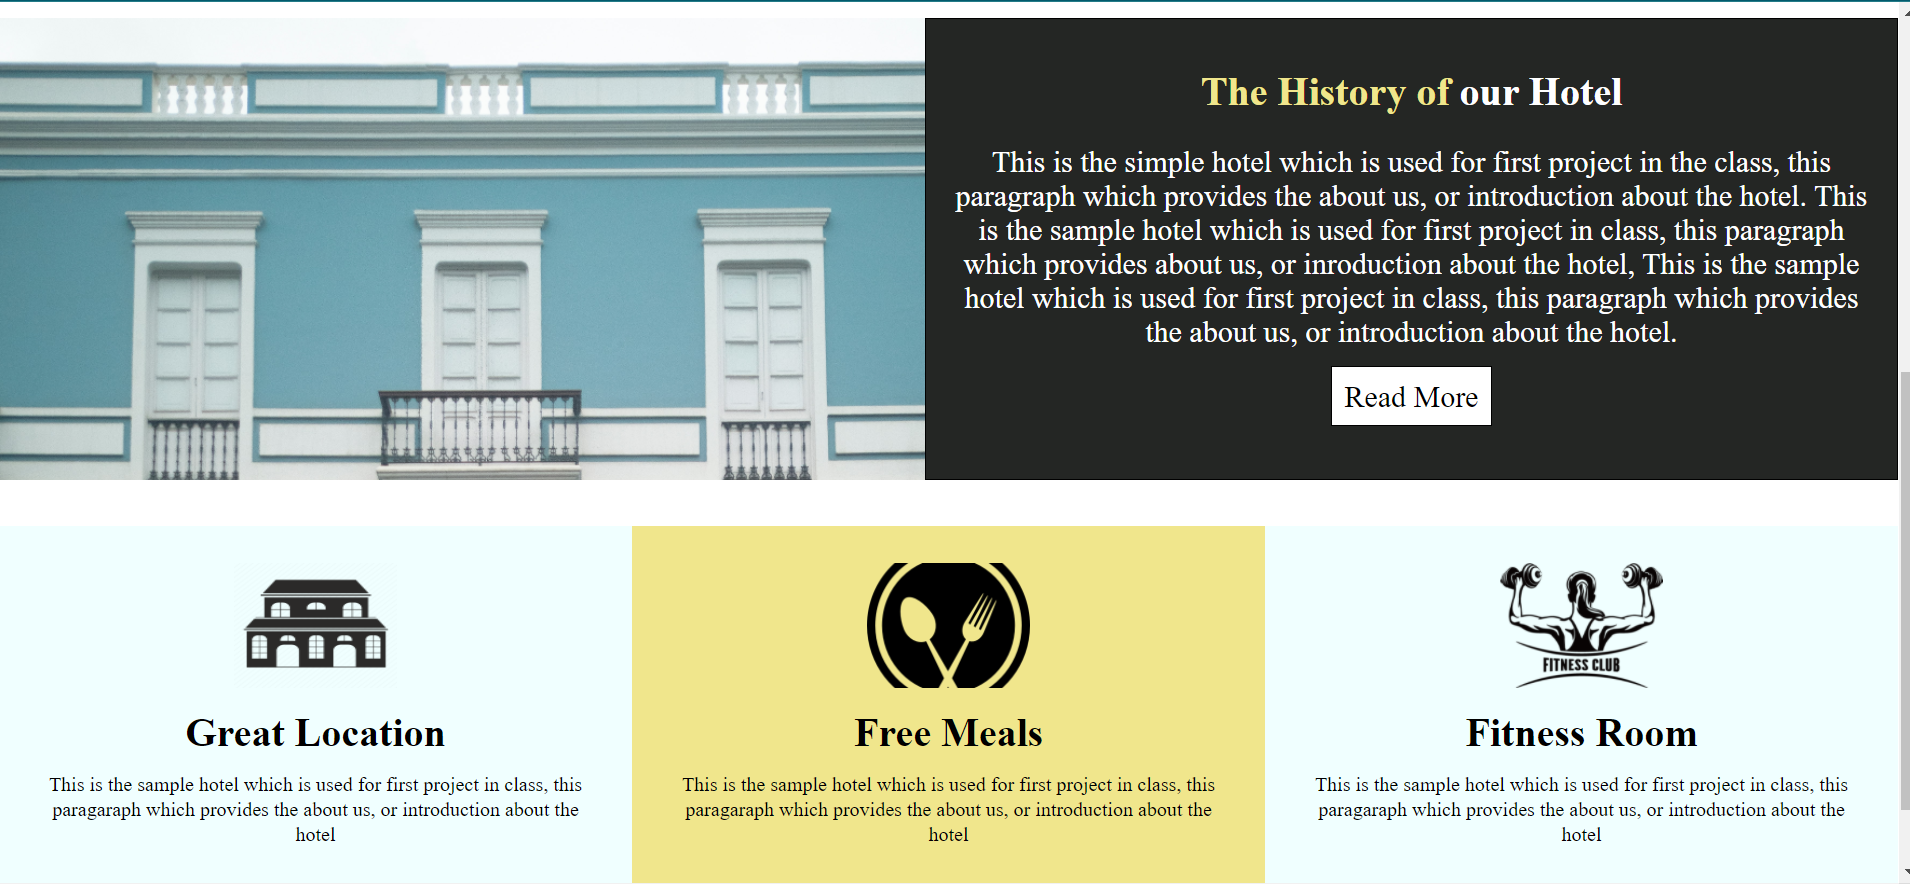 The History of our Hotel
This is the simple hotel which is used for first project in the class, this
paragraph which provides the about us, or introduction about the hotel. This
is the sample hotel which is used for first project in class, this paragraph
which provides about us, or inroduction about the hotel, This is the sample
hotel which is used for first project in class, this paragraph which provides
the about us, or introduction about the hotel.
Read More
FITNESS CLUB
Great Location
Free Meals
Fitness Room
This is the sample hotel which is used for first project in class, this
paragaraph which provides the about us, or introduction about the
hotel
This is the sample hotel which is used for first project in class, this
paragaraph which provides the about us, or introduction about the
hotel
This is the sample hotel which is used for first project in class, this
paragaraph which provides the about us, or introduction about the
hotel